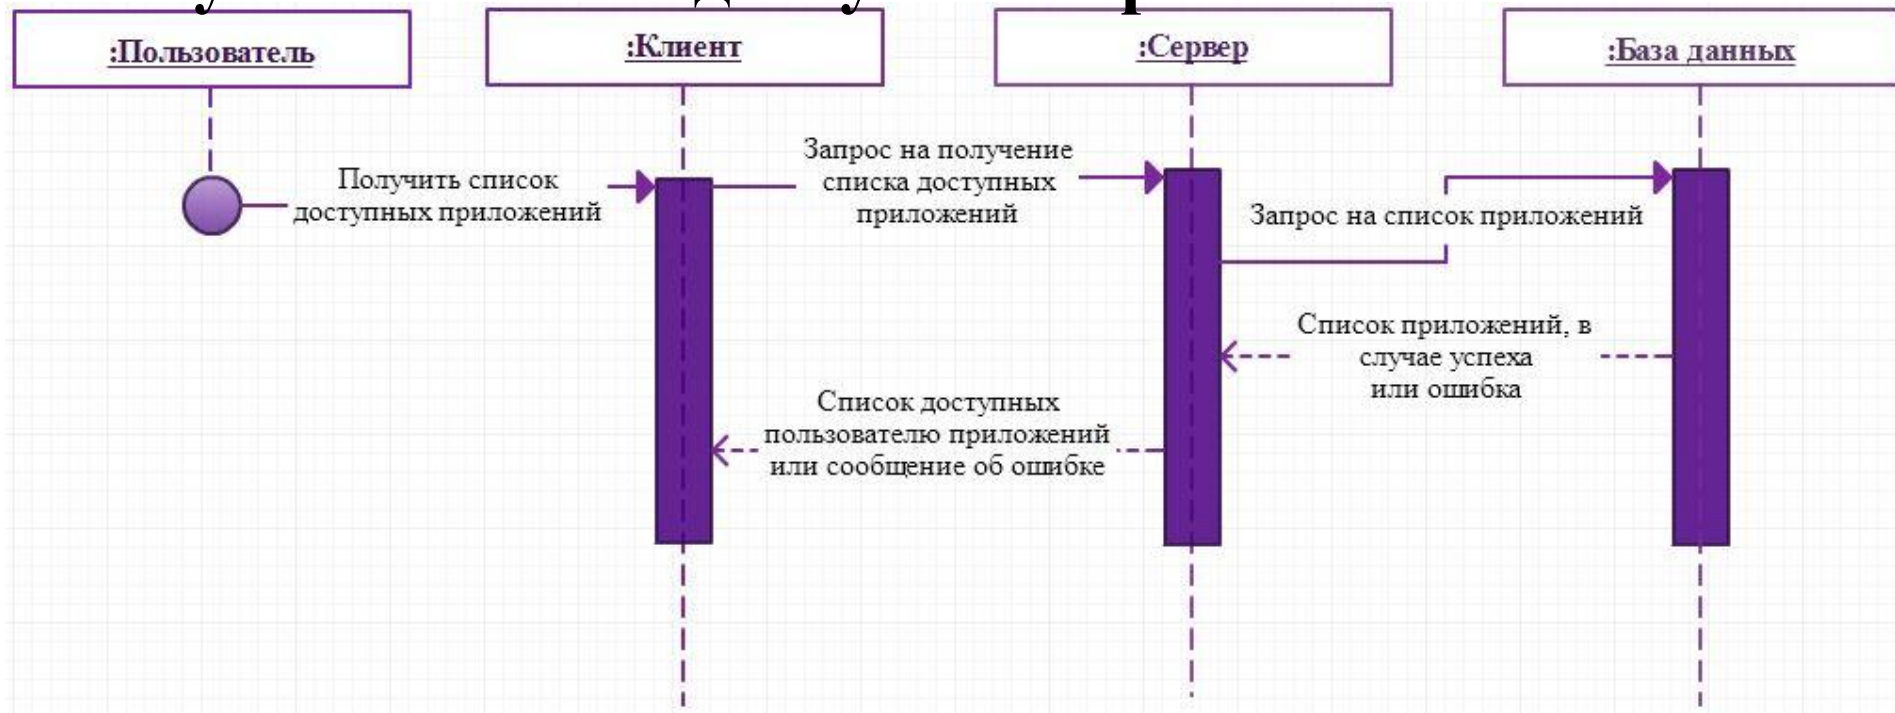 :Пользователь
:Клиент
:Сервер
:База данных
Получить список
доступных приложений
Запрос на получение
списка доступных
приложений
Запрос на список приложений
Список приложений, в
случае успеха
или ошибка
Список доступных
пользователю приложений
или сообщение об ошибке